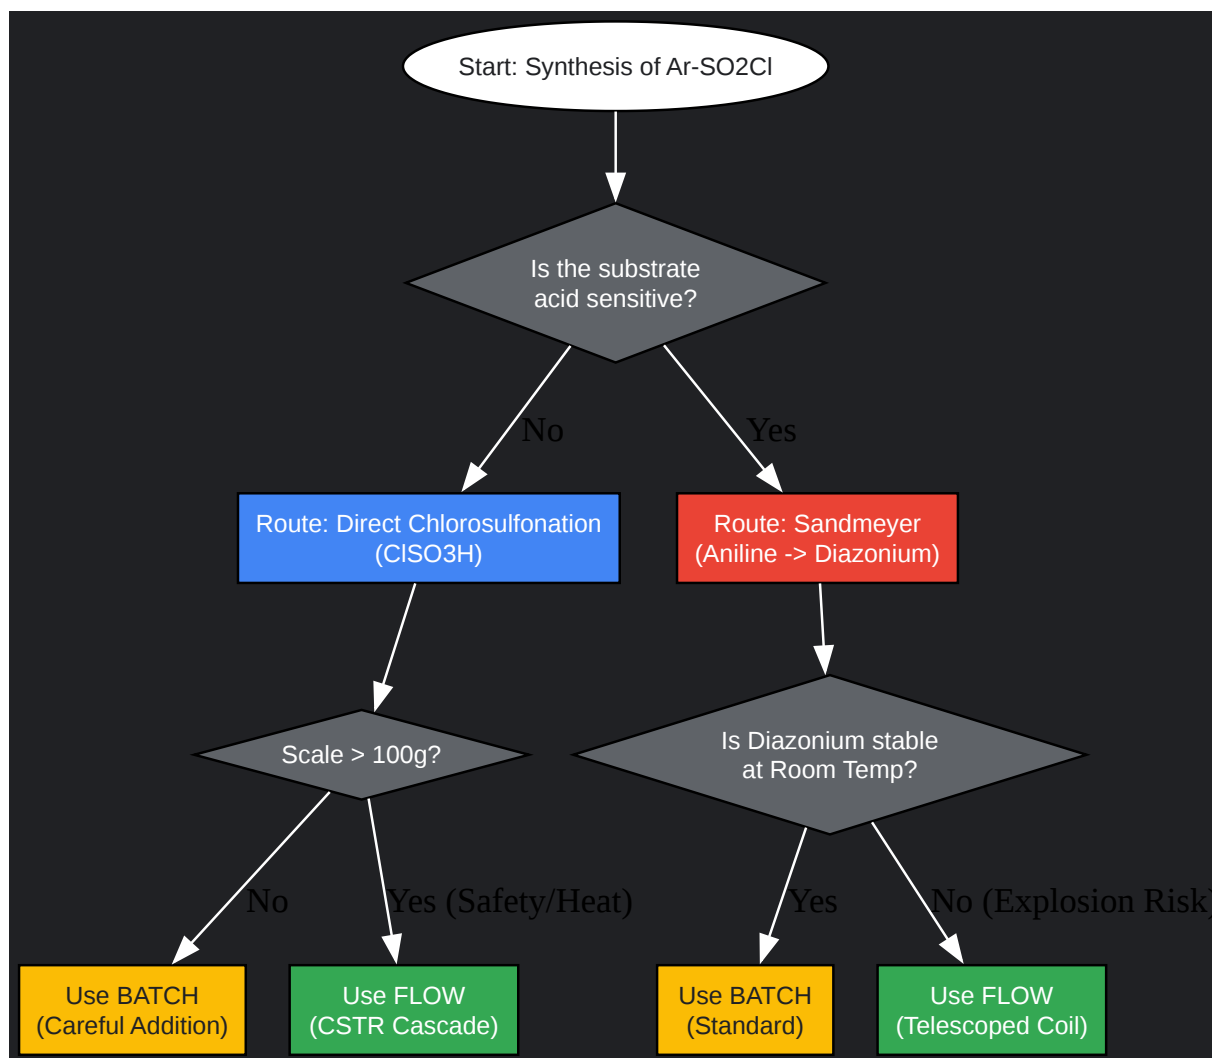 Start: Synthesis of Ar-SO2Cl
Is the substrate
acid sensitive?
No
Yes
Route: Direct Chlorosulfonation
(ClSO3H)
Route: Sandmeyer
(Aniline -> Diazonium)
Scale > 100g?
Is Diazonium stable
at Room Temp?
No
Yes (Safety/Heat)
Yes
No (Explosion Risk)
Use BATCH
(Careful Addition)
Use FLOW
(CSTR Cascade)
Use BATCH
(Standard)
Use FLOW
(Telescoped Coil)